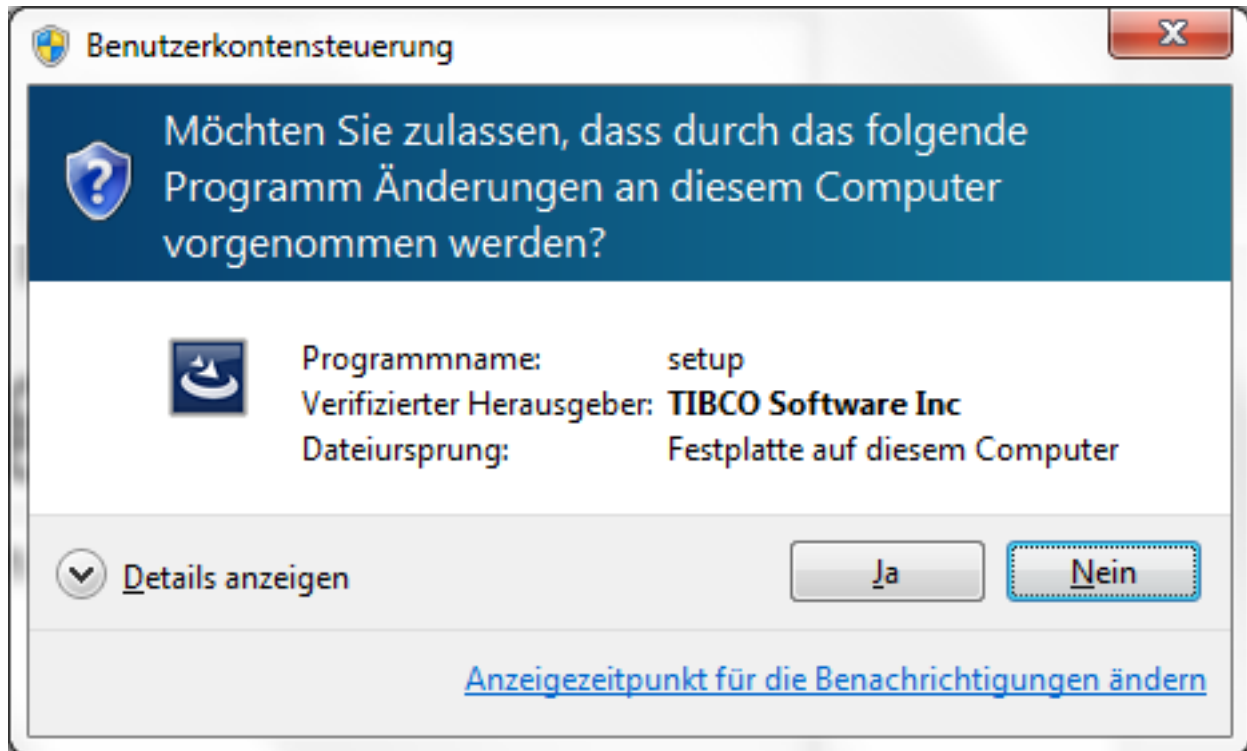 Benutzerkontensteuerung
Möchten Sie zulassen, dass durch das folgende
Programm Änderungen an diesem Computer
vorgenommen werden?
Programmname: setup
Verifizierter Herausgeber: TIBCO Software Inc
Dateiursprung: Festplatte auf diesem Computer
Details anzeigen
Ja
Nein
Anzeigezeitpunkt für die Benachrichtigungen ändern